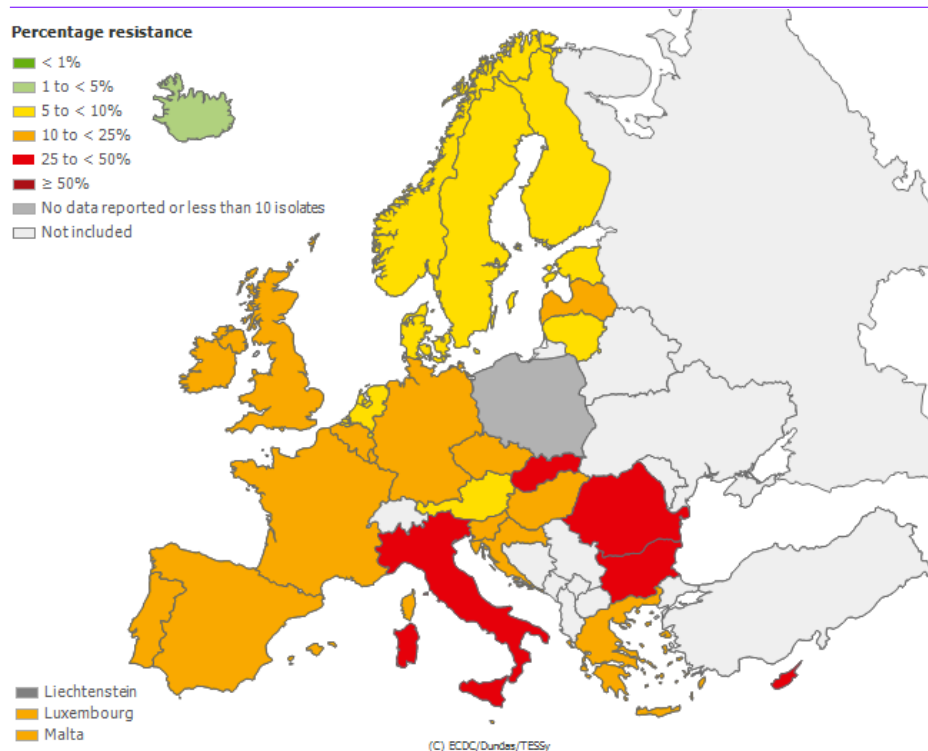 Percentage resistance
< 1%
1 to < 5%
5 to < 10%
10 to < 25%
25 to < 50%
≥ 50%
No data reported or less than 10 isolates
Not included
Liechtenstein
Luxembourg
Malta
(C) ECDC/Dundas/TESSy